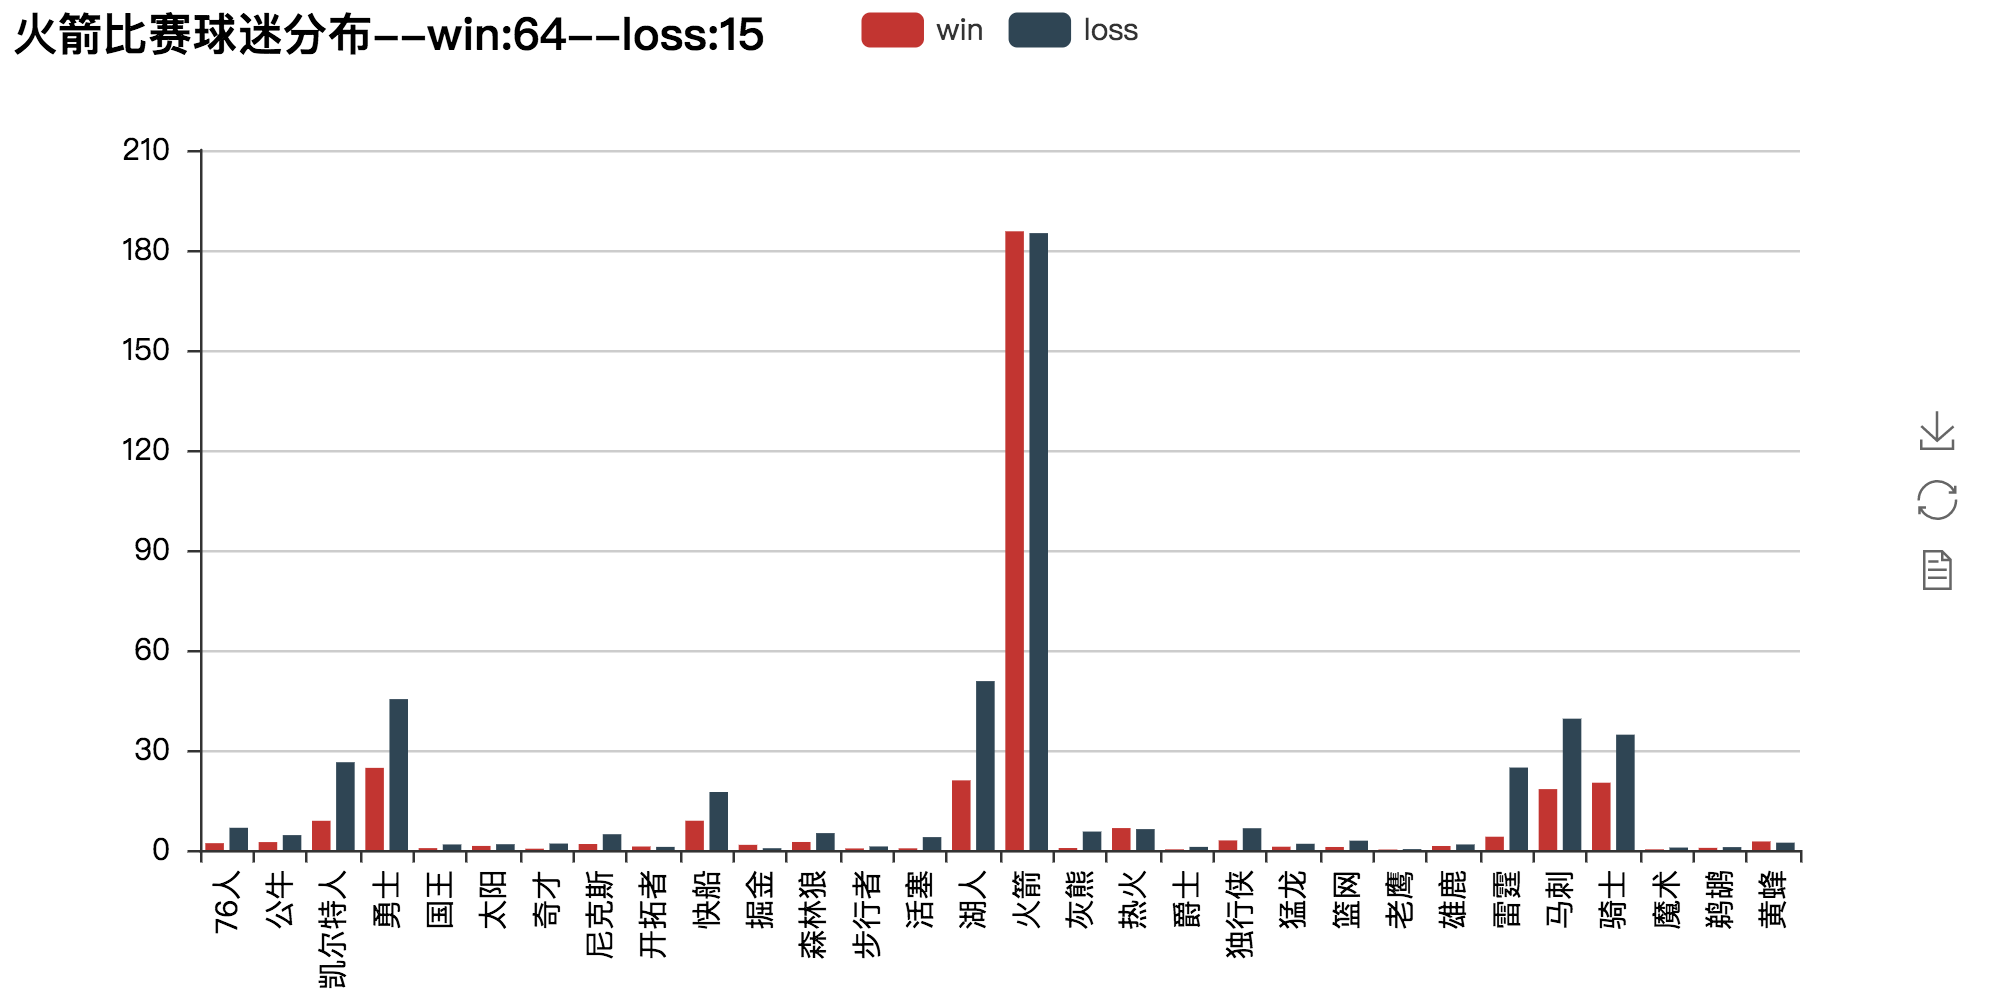 火箭比赛球迷分布--win:64--loss:15
win
loss
210
180
150
120
90
60
30
0
76人
公牛
凯尔特人
勇士
国王
太阳
奇才
尼克斯
开拓者
快船
掘金
森林狼
步行者
活塞
湖人
火箭
灰熊
热火
爵士
独行侠
猛龙
篮网
老鹰
雄鹿
雷霆
马刺
骑士
魔术
鹈鹕
黄蜂